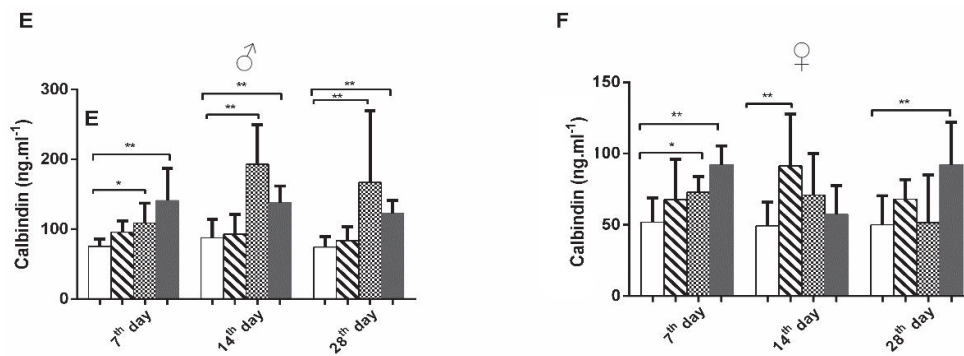 E
♂
300
200
100
0
E
Calbindin (ng.ml-1)
**
*
**
**
**
**
7th day
14th day
28th day
F
♀
150
100
50
0
Calbindin (ng.ml-1)
**
*
**
**
7th day
14th day
28th day